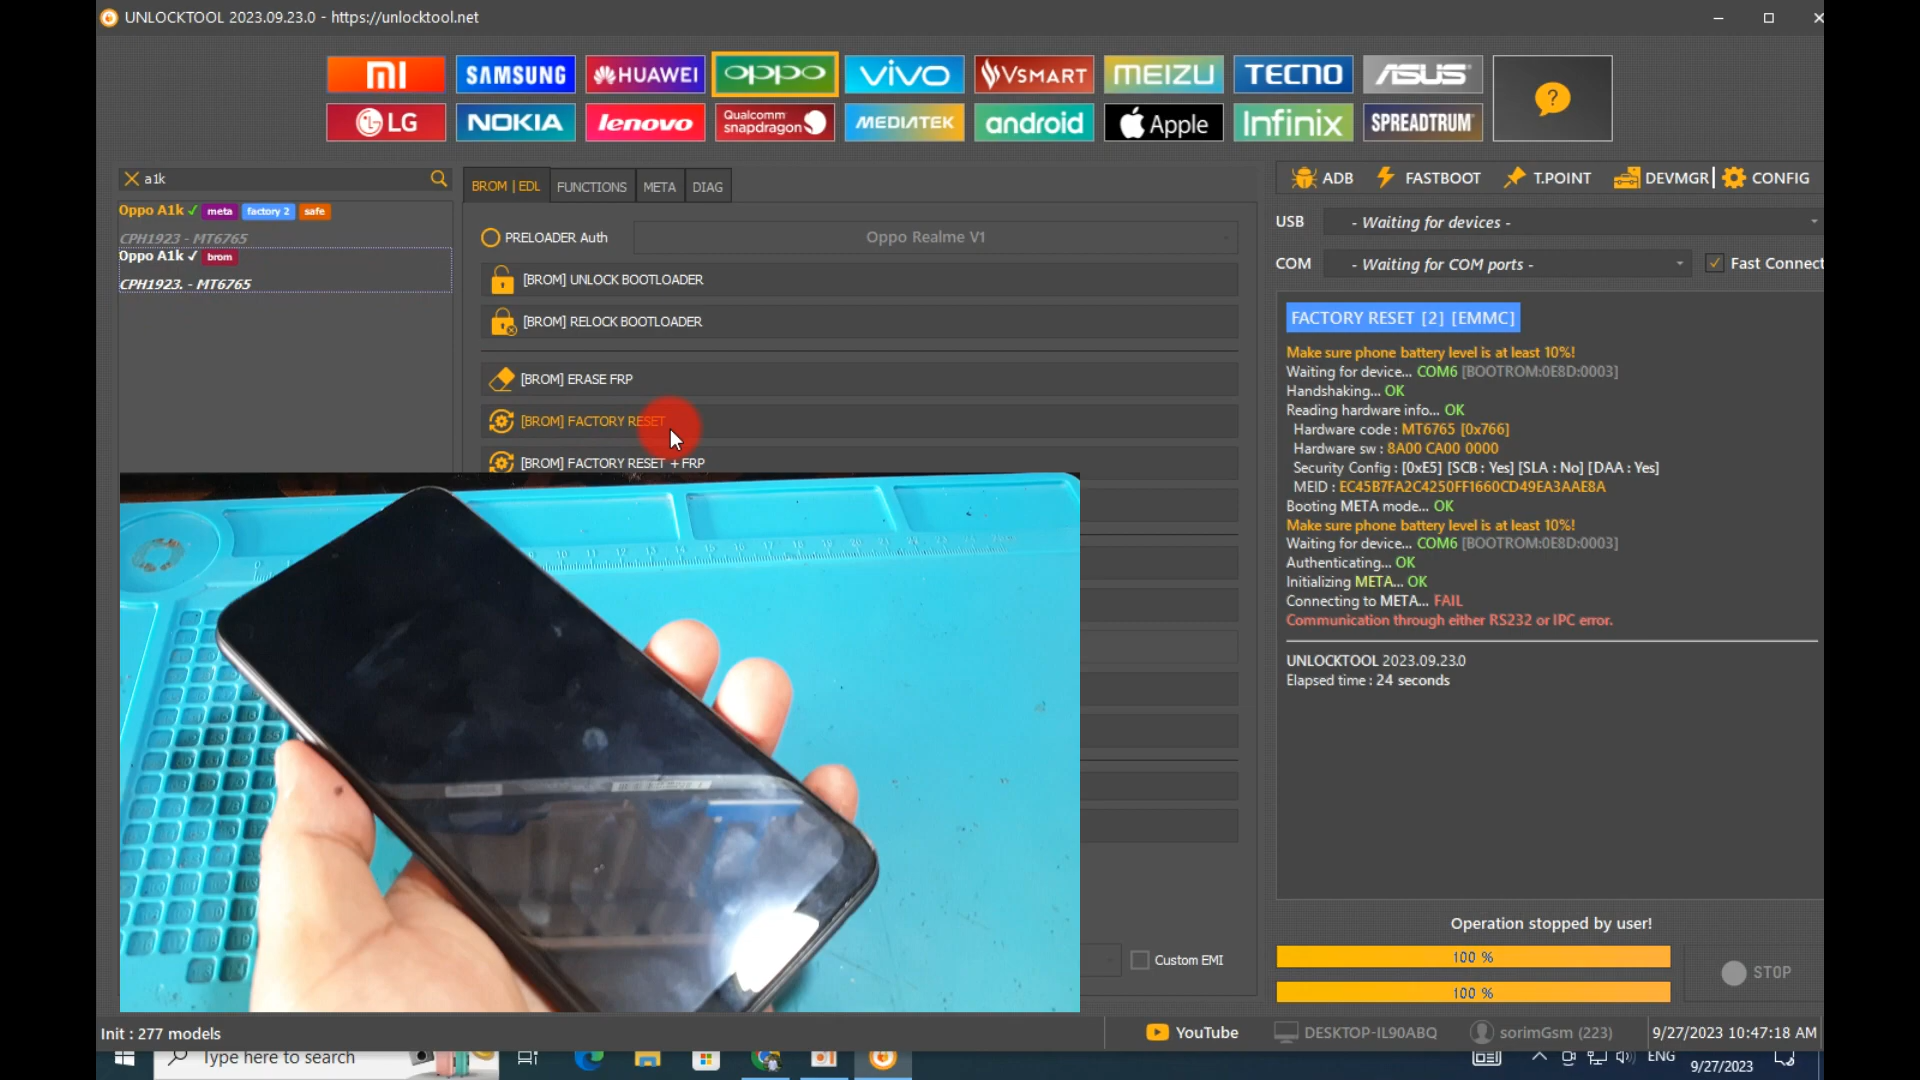 UNLOCKTOOL 2023.09.23.0 - https://unlocktool.net
MI SAMSUNG HUAWEI oppo vivo VSMART MEIZU TECNO ASUS ?
LG NOKIA lenovo Qualcomm snapdragon MEDIATEK android Apple Infinix SPREADTRUM
a1k
Oppo A1k ✓ meta factory 2 safe
CPH1923 - MT6765
Oppo A1k ✓ brom
CPH1923. - MT6765
BROM | EDL FUNCTIONS META DIAG
PRELOADER Auth Oppo Realme V1
[BROM] UNLOCK BOOTLOADER
[BROM] RELOCK BOOTLOADER
[BROM] ERASE FRP
[BROM] FACTORY RESET
[BROM] FACTORY RESET + FRP
Custom EMI
ADB FASTBOOT T.POINT DEVMGR CONFIG
USB - Waiting for devices -
COM - Waiting for COM ports - Fast Connect
FACTORY RESET [2] [EMMC]
Make sure phone battery level is at least 10%!
Waiting for device... COM6 [BOOTROM:0E8D:0003]
Handshaking... OK
Reading hardware info... OK
Hardware code : MT6765 [0x766]
Hardware sw : 8A00 CA00 0000
Security Config : [0xE5] [SCB : Yes] [SLA : No] [DAA : Yes]
MEID : EC45B7FA2C4250FF1660CD49EA3AAE8A
Booting META mode... OK
Make sure phone battery level is at least 10%!
Waiting for device... COM6 [BOOTROM:0E8D:0003]
Authenticating... OK
Initializing META... OK
Connecting to META... FAIL
Communication through either RS232 or IPC error.
UNLOCKTOOL 2023.09.23.0
Elapsed time : 24 seconds
Operation stopped by user!
100 %
100 %
STOP
Init : 277 models
YouTube DESKTOP-IL90ABQ sorimGsm (223) 9/27/2023 10:47:18 AM
Type here to search
ENG
9/27/2023